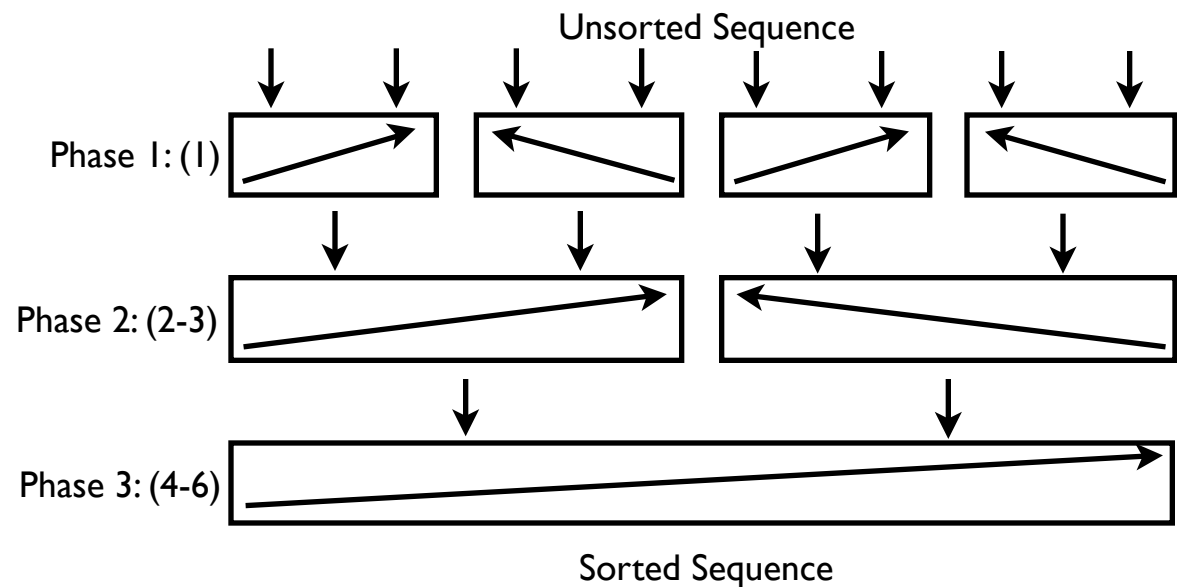 Unsorted Sequence
Phase 1: (1)
Phase 2: (2-3)
Phase 3: (4-6)
Sorted Sequence